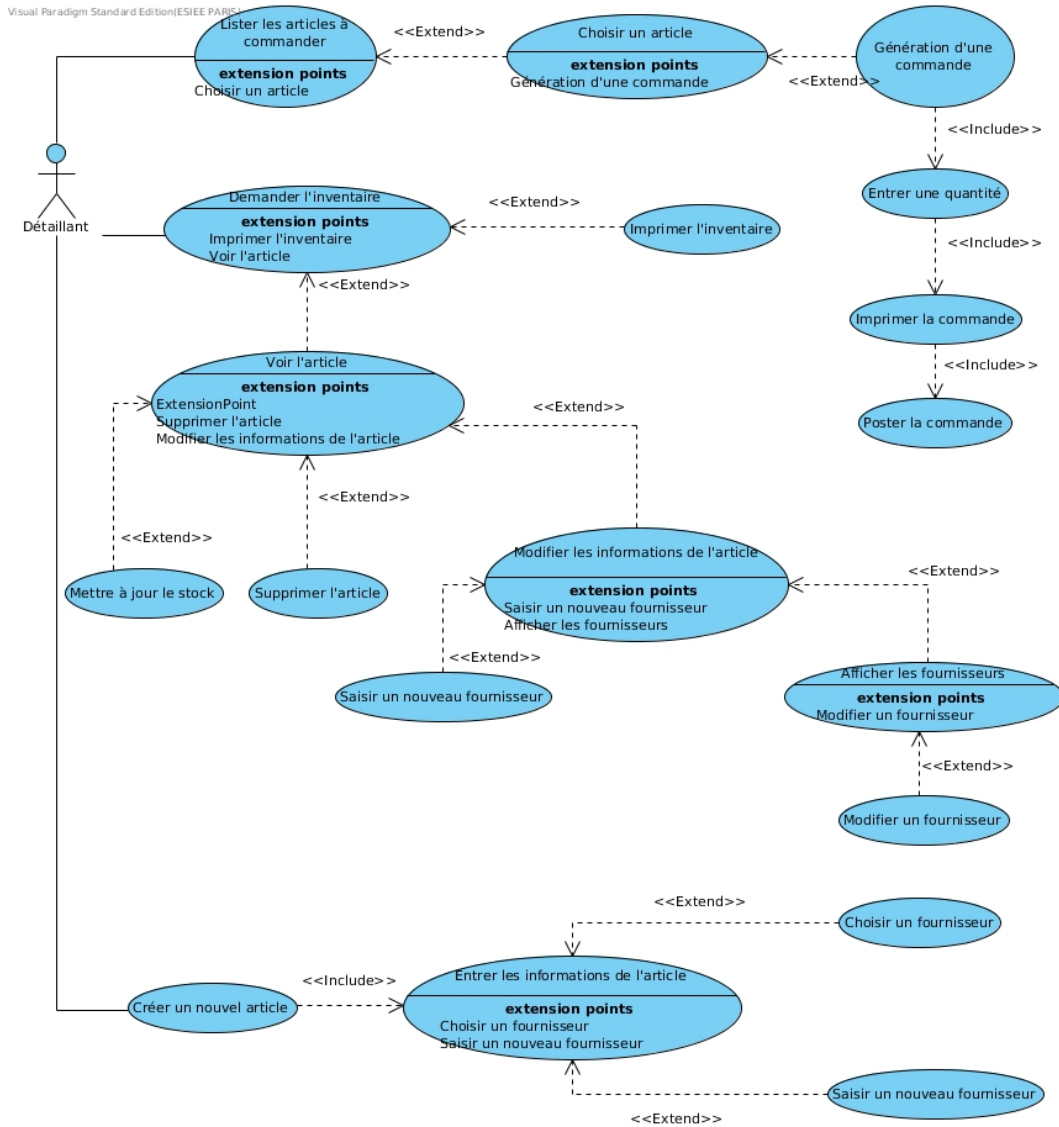 Visual Paradigm Standard Edition(ESIEE PARIS)
Lister les articles à
commander
extension points
Choisir un article
<<Extend>>
Choisir un article
extension points
Génération d'une commande
<<Extend>>
Génération d'une
commande
<<Include>>
Entrer une quantité
<<Include>>
Imprimer la commande
<<Include>>
Poster la commande
Détaillant
Demander l'inventaire
extension points
Imprimer l'inventaire
Voir l'article
<<Extend>>
Imprimer l'inventaire
<<Extend>>
Voir l'article
extension points
ExtensionPoint
Supprimer l'article
Modifier les informations de l'article
<<Extend>>
<<Extend>>
<<Extend>>
Mettre à jour le stock
Supprimer l'article
Modifier les informations de l'article
extension points
Saisir un nouveau fournisseur
Afficher les fournisseurs
<<Extend>>
<<Extend>>
Saisir un nouveau fournisseur
Afficher les fournisseurs
extension points
Modifier un fournisseur
<<Extend>>
Modifier un fournisseur
<<Extend>>
Choisir un fournisseur
Créer un nouvel article
<<Include>>
Entrer les informations de l'article
extension points
Choisir un fournisseur
Saisir un nouveau fournisseur
<<Extend>>
Saisir un nouveau fournisseur